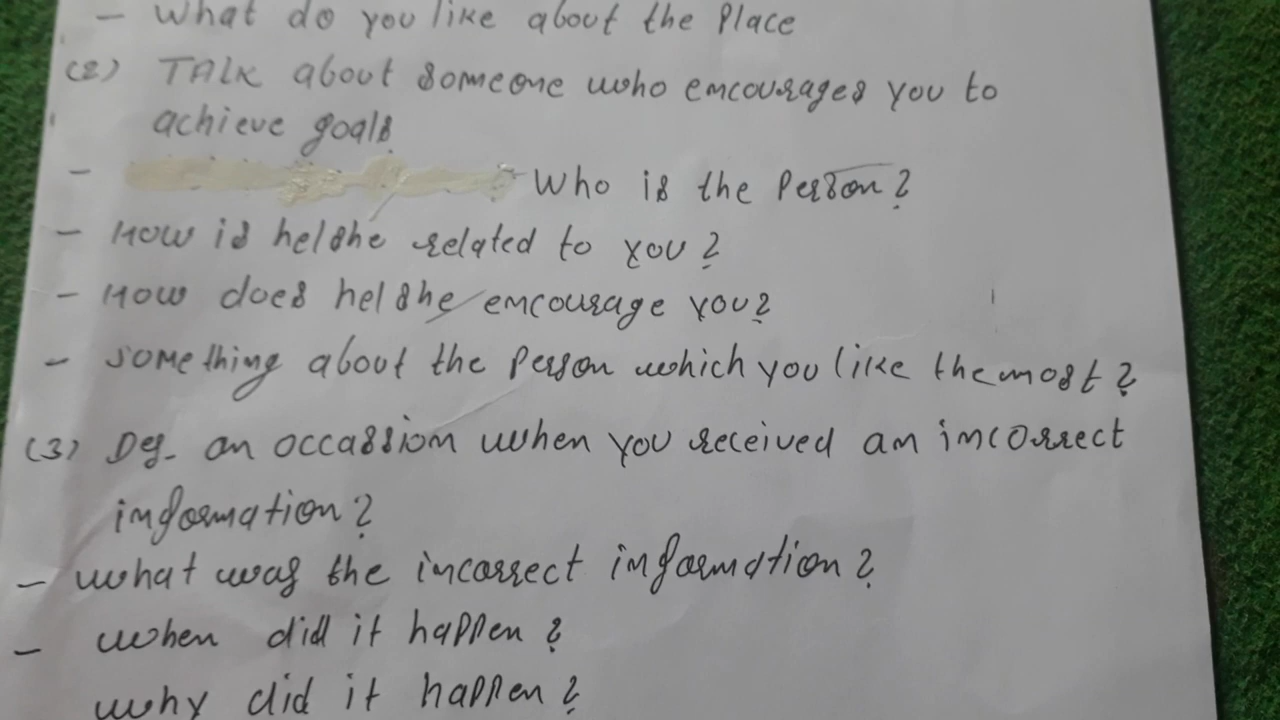 - What do you like about the Place
(2) TALK about someone who encourages you to
achieve goals
- Who is the Person?
- How is he/she related to you?
- How does he/she encourage you?
- something about the Person which you like the most?
(3) Des. an occassion when you received an incorrect
information?
- what was the incorrect information?
- when did it happen?
why did it happen?